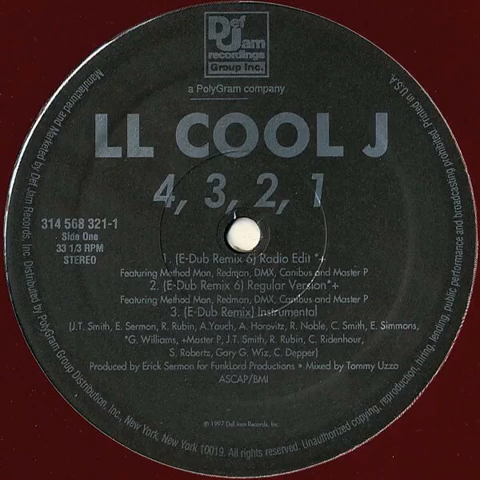 Def
Jam
recordings
Group Inc.
a PolyGram company
LL COOL J
4, 3, 2, 1
314 568 321-1
Side One
33 1/3 RPM
STEREO
1. (E-Dub Remix 6) Radio Edit *+
Featuring Method Man, Redman, DMX, Canibus and Master P
2. (E-Dub Remix 6) Regular Version*+
Featuring Method Man, Redman, DMX, Canibus and Master P
3. (E-Dub Remix) Instrumental
(J.T. Smith, E. Sermon, R. Rubin, A.Yauch, A. Horovitz, R. Noble, C. Smith, E. Simmons,
*G. Williams, +Master P, J.T. Smith, R. Rubin, C. Ridenhour,
S. Robertz, Gary G. Wiz, C. Depper)
Produced by Erick Sermon for FunkLord Productions • Mixed by Tommy Uzzo
ASCAP/BMI
℗ 1997 Def Jam Records, Inc.
Manufactured and Marketed by Def Jam Records, Inc. Distributed by PolyGram Group Distribution, Inc., New York, New York 10019. All rights reserved. Unauthorized copying, reproduction, hiring, lending, public performance and broadcasting prohibited. Printed in U.S.A.